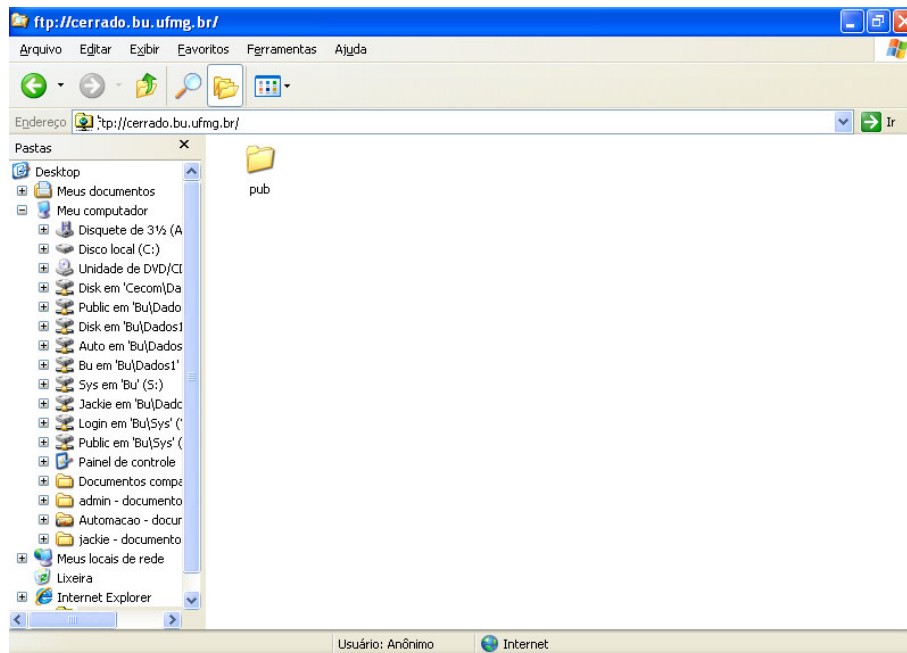 ftp://cerrado.bu.ufmg.br/
Arquivo Editar Exibir Favoritos Ferramentas Ajuda
Endereço tp://cerrado.bu.ufmg.br/ Ir
Pastas
pub
Desktop
Meus documentos
Meu computador
Disquete de 3½ (A
Disco local (C:)
Unidade de DVD/CD
Disk em 'Cecom\Da
Public em 'Bu\Dado
Disk em 'Bu\Dados1
Auto em 'Bu\Dados
Bu em 'Bu\Dados1'
Sys em 'Bu' (S:)
Jackie em 'Bu\Dado
Login em 'Bu\Sys' (
Public em 'Bu\Sys' (
Painel de controle
Documentos compa
admin - documento
Automacao - docur
jackie - documento
Meus locais de rede
Lixeira
Internet Explorer
Usuário: Anônimo Internet